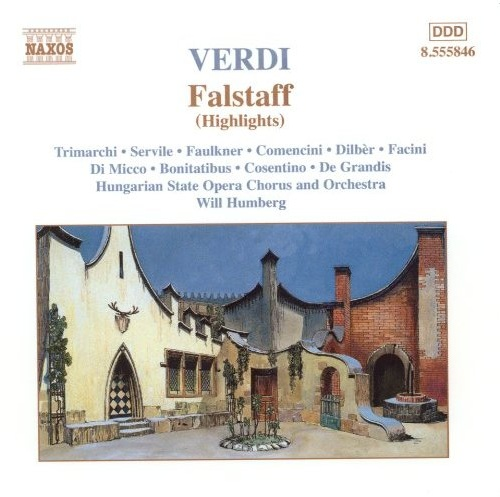 NAXOS
DDD
8.555846
VERDI
Falstaff
(Highlights)
Trimarchi • Servile • Faulkner • Comencini • Dilbèr • Facini
Di Micco • Bonitatibus • Cosentino • De Grandis
Hungarian State Opera Chorus and Orchestra
Will Humberg